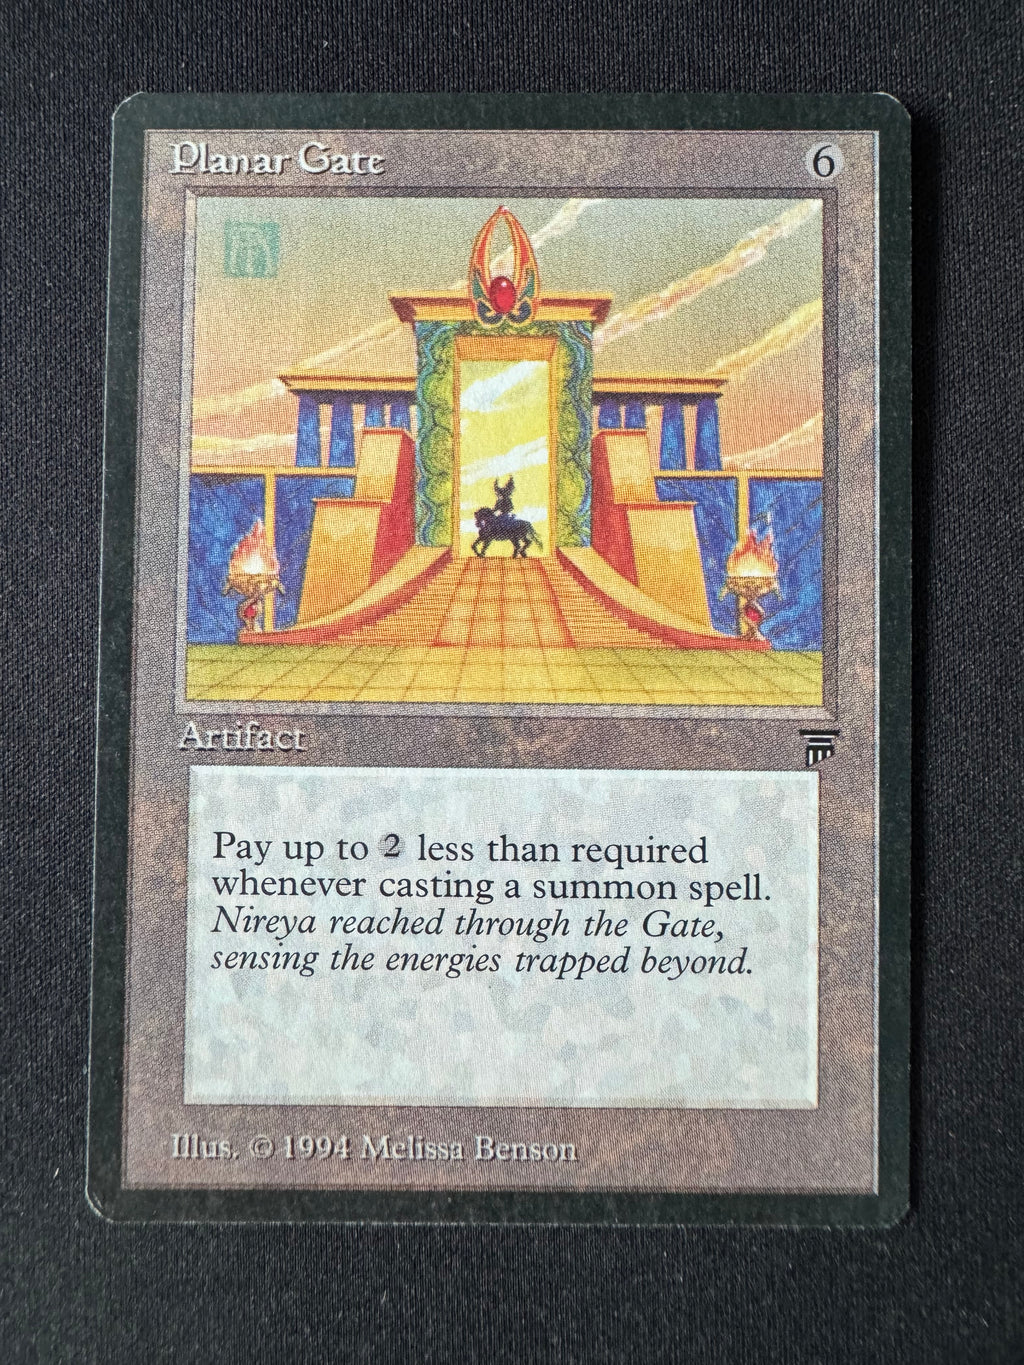 Planar Gate
6
Artifact
Pay up to 2 less than required
whenever casting a summon spell.
Nireya reached through the Gate,
sensing the energies trapped beyond.
Illus. © 1994 Melissa Benson